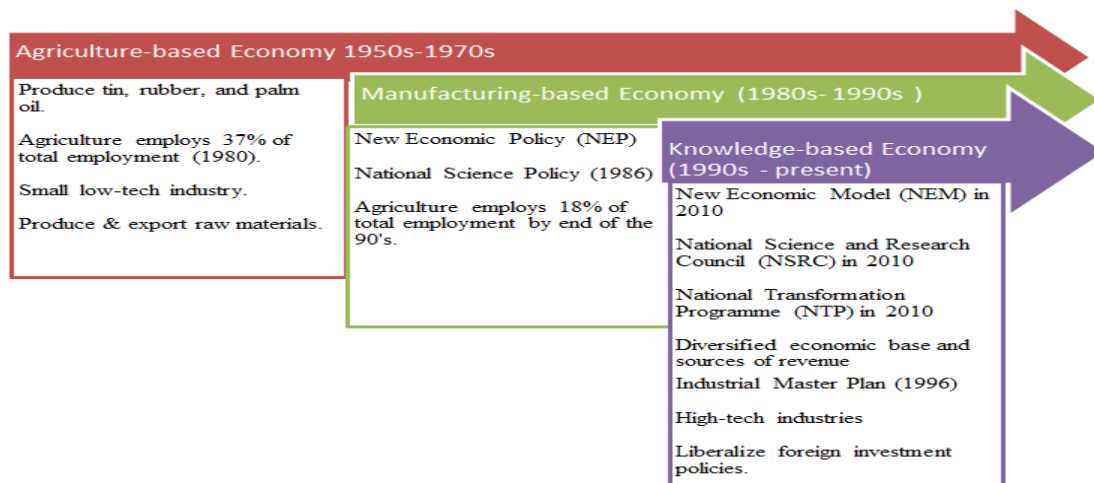 Agriculture-based Economy 1950s-1970s
Produce tin, rubber, and palm
oil.
Agriculture employs 37% of
total employment (1980).
Small low-tech industry.
Produce & export raw materials.
Manufacturing-based Economy (1980s- 1990s )
New Economic Policy (NEP)
National Science Policy (1986)
Agriculture employs 18% of
total employment by end of the
90's.
Knowledge-based Economy
(1990s - present)
New Economic Model (NEM) in
2010
National Science and Research
Council (NSRC) in 2010
National Transformation
Programme (NTP) in 2010
Diversified economic base and
sources of revenue
Industrial Master Plan (1996)
High-tech industries
Liberalize foreign investment
policies.